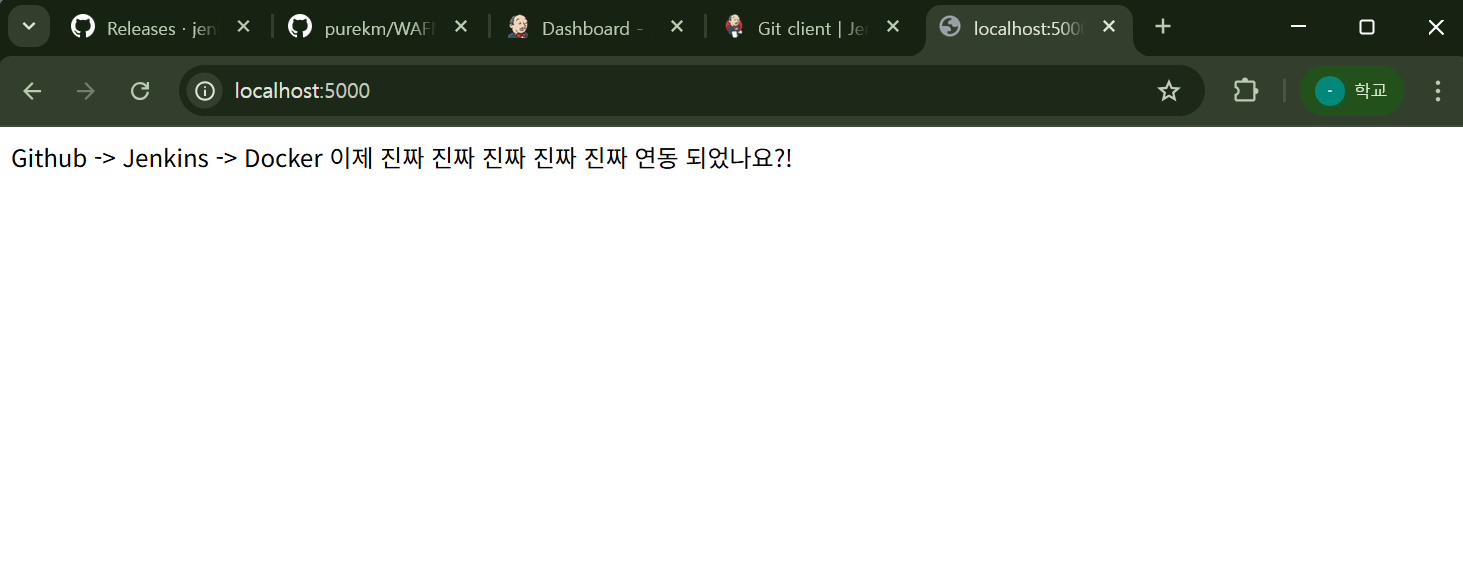 Releases · jen
purekm/WAF
Dashboard -
Git client | Je
localhost:500
localhost:5000
학교
Github -> Jenkins -> Docker 이제 진짜 진짜 진짜 진짜 진짜 연동 되었나요?!